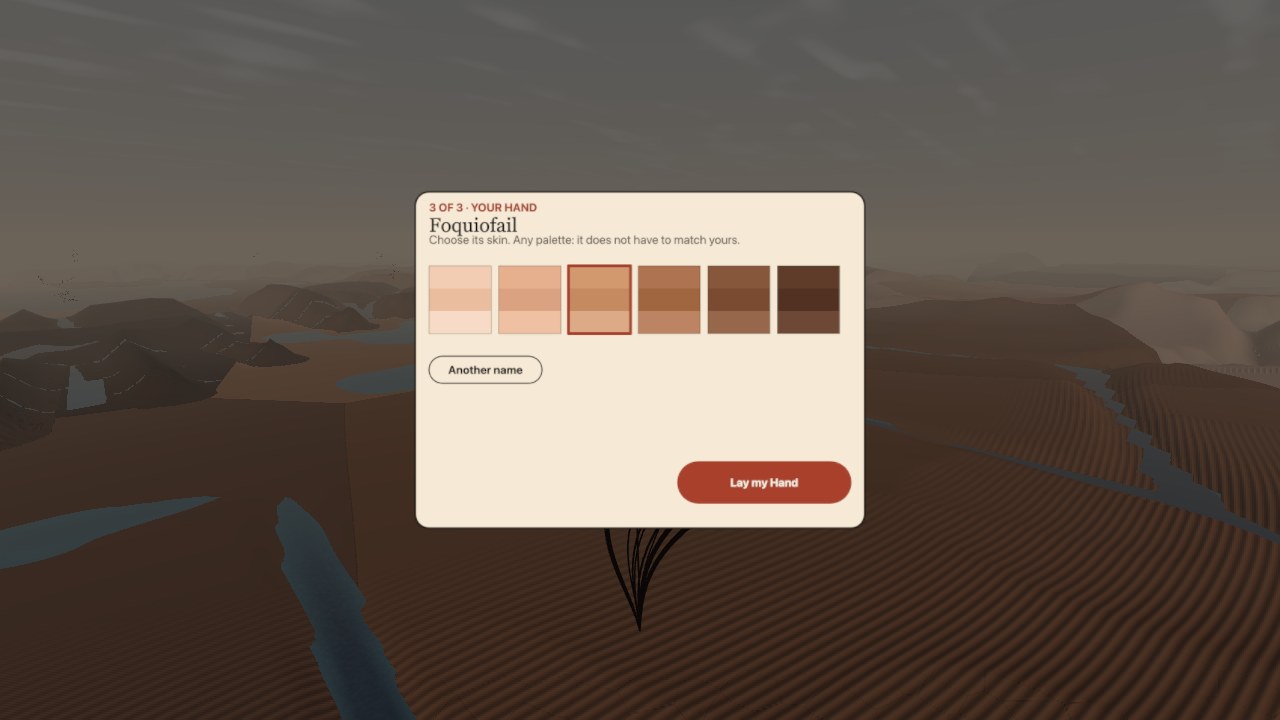 3 OF 3 · YOUR HAND
Foquiofail
Choose its skin. Any palette: it does not have to match yours.
Another name
Lay my Hand